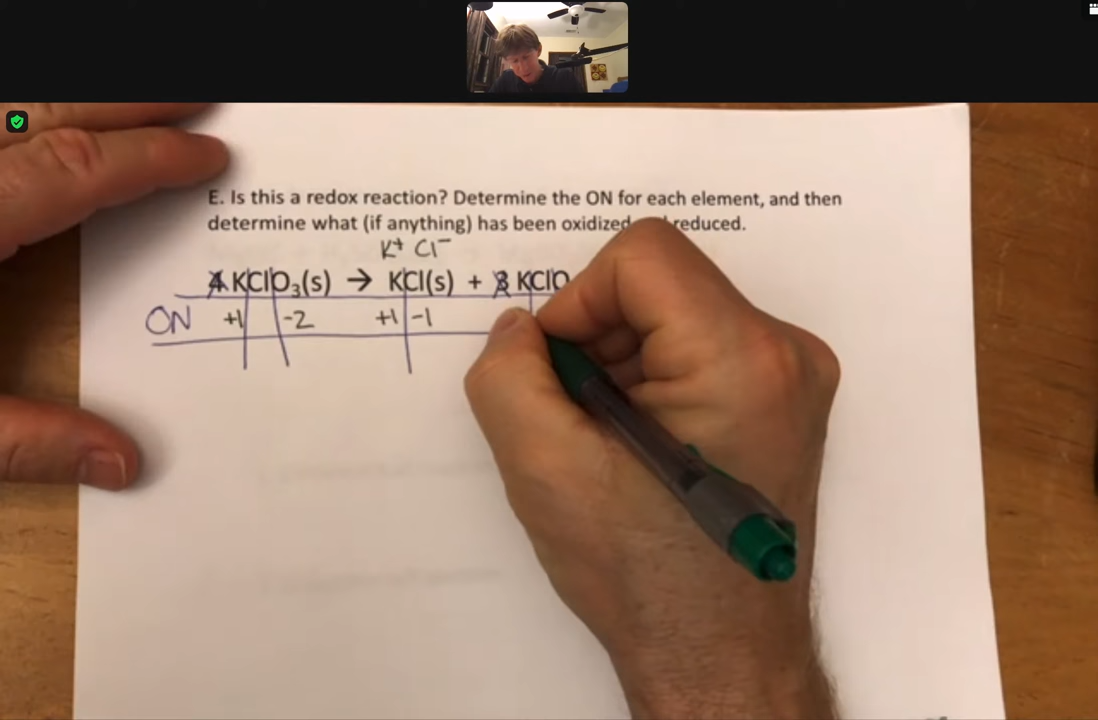 E. Is this a redox reaction? Determine the ON for each element, and then
determine what (if anything) has been oxidized reduced.
K⁺ Cl⁻
4 KClO₃(s) → KCl(s) + 3 KClO
ON +1 -2 +1 -1